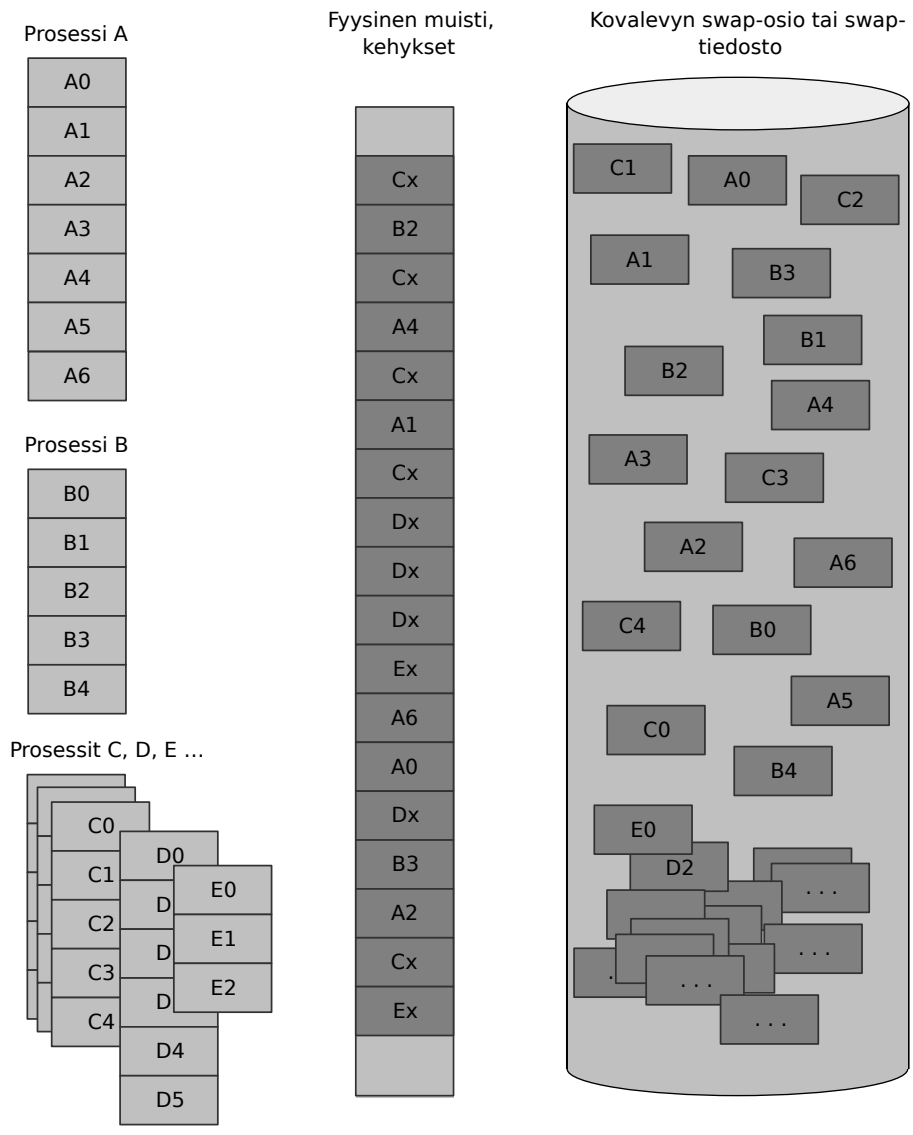 Prosessi A
A0
A1
A2
A3
A4
A5
A6
Prosessi B
B0
B1
B2
B3
B4
Prosessit C, D, E ...
C0
C1
C2
C3
C4
D0
D
D
D
D4
D5
E0
E1
E2
Fyysinen muisti,
kehykset
Cx
B2
Cx
A4
Cx
A1
Cx
Dx
Dx
Dx
Ex
A6
A0
Dx
B3
A2
Cx
Ex
Kovalevyn swap-osio tai swap-
tiedosto
C1
A0
C2
A1
B3
B1
B2
A4
A3
C3
A2
A6
C4
B0
A5
C0
B4
E0
D2
. . .
. . .
.
. . .
. . .